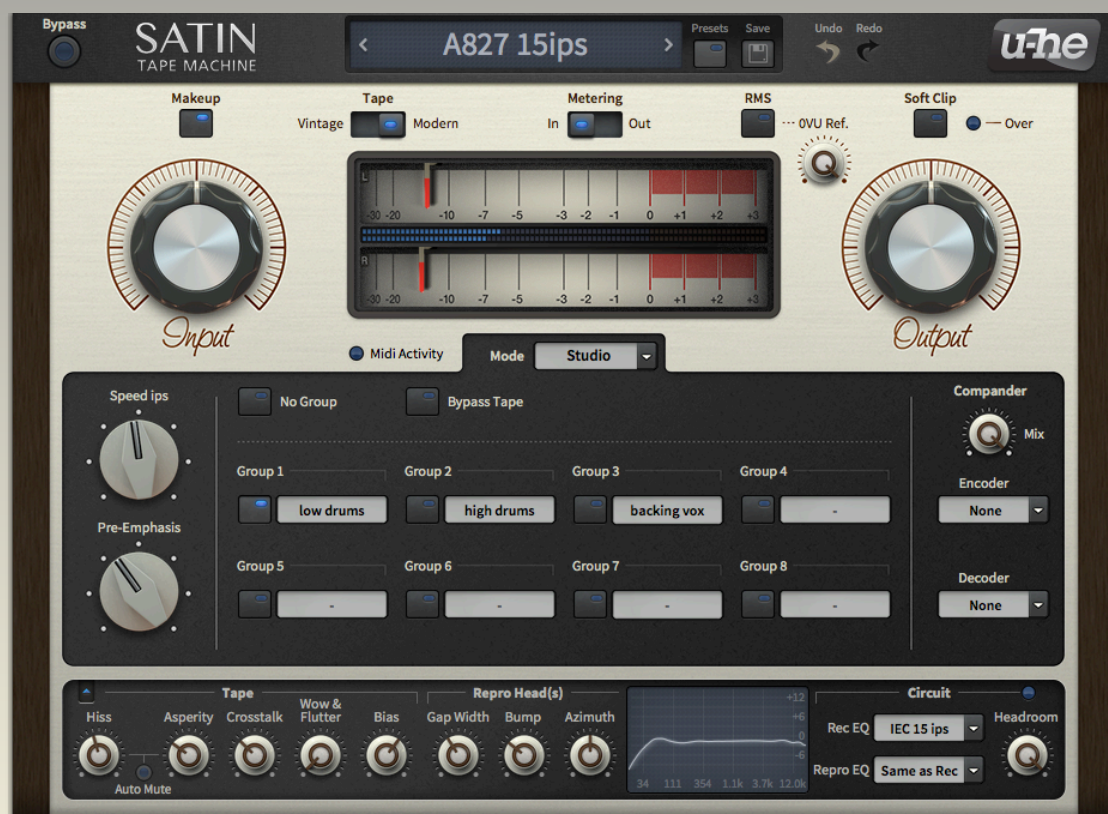 Bypass
SATIN
TAPE MACHINE
A827 15ips
Presets
Save
Undo
Redo
u-he
Makeup
Tape
Vintage
Modern
Metering
In
Out
RMS
0VU Ref.
Soft Clip
Over
L
-30 -20 -10 -7 -5 -3 -2 -1 0 +1 +2 +3
R
-30 -20 -10 -7 -5 -3 -2 -1 0 +1 +2 +3
Input
Output
Midi Activity
Mode
Studio
Speed ips
No Group
Bypass Tape
Compander
Mix
Group 1
Group 2
Group 3
Group 4
low drums
high drums
backing vox
-
Encoder
None
Pre-Emphasis
Group 5
Group 6
Group 7
Group 8
-
-
-
-
Decoder
None
Tape
Hiss
Asperity
Crosstalk
Wow &
Flutter
Bias
Auto Mute
Repro Head(s)
Gap Width
Bump
Azimuth
+12
+6
0
-6
34 111 354 1.1k 3.7k 12.0k
Circuit
Rec EQ
IEC 15 ips
Repro EQ
Same as Rec
Headroom